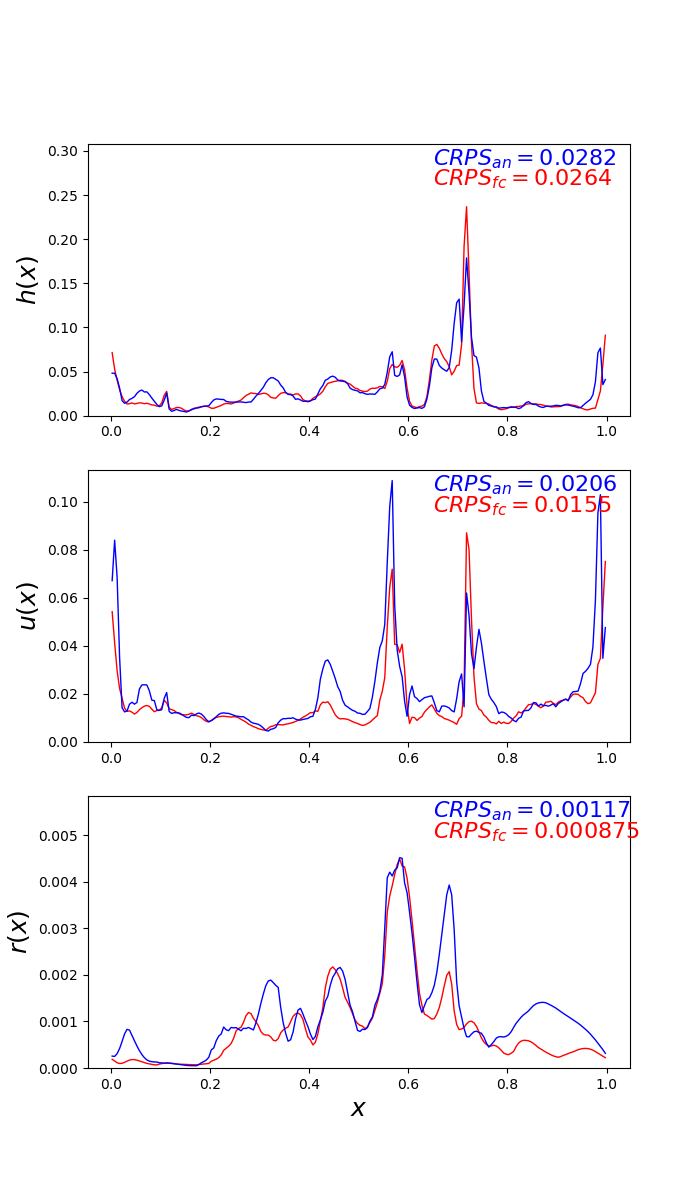 CRPS_an = 0.0282
CRPS_fc = 0.0264
0.30
0.25
0.20
0.15
0.10
0.05
0.00
h(x)
0.0 0.2 0.4 0.6 0.8 1.0
CRPS_an = 0.0206
CRPS_fc = 0.0155
0.10
0.08
0.06
0.04
0.02
0.00
u(x)
0.0 0.2 0.4 0.6 0.8 1.0
CRPS_an = 0.00117
CRPS_fc = 0.000875
0.005
0.004
0.003
0.002
0.001
0.000
r(x)
0.0 0.2 0.4 0.6 0.8 1.0
x